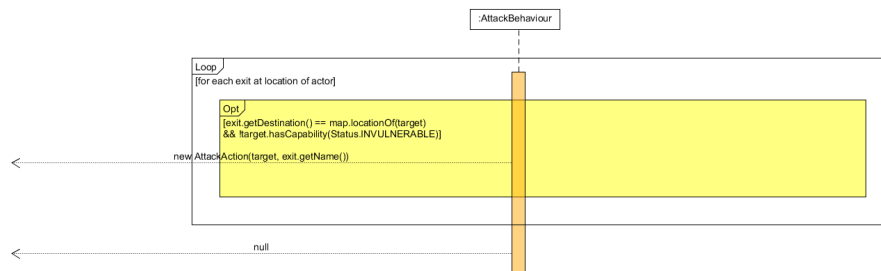 :AttackBehaviour
Loop
[for each exit at location of actor]
Opt
[exit.getDestination() == map.locationOf(target)
&& !target.hasCapability(Status.INVULNERABLE)]
new AttackAction(target, exit.getName())
null